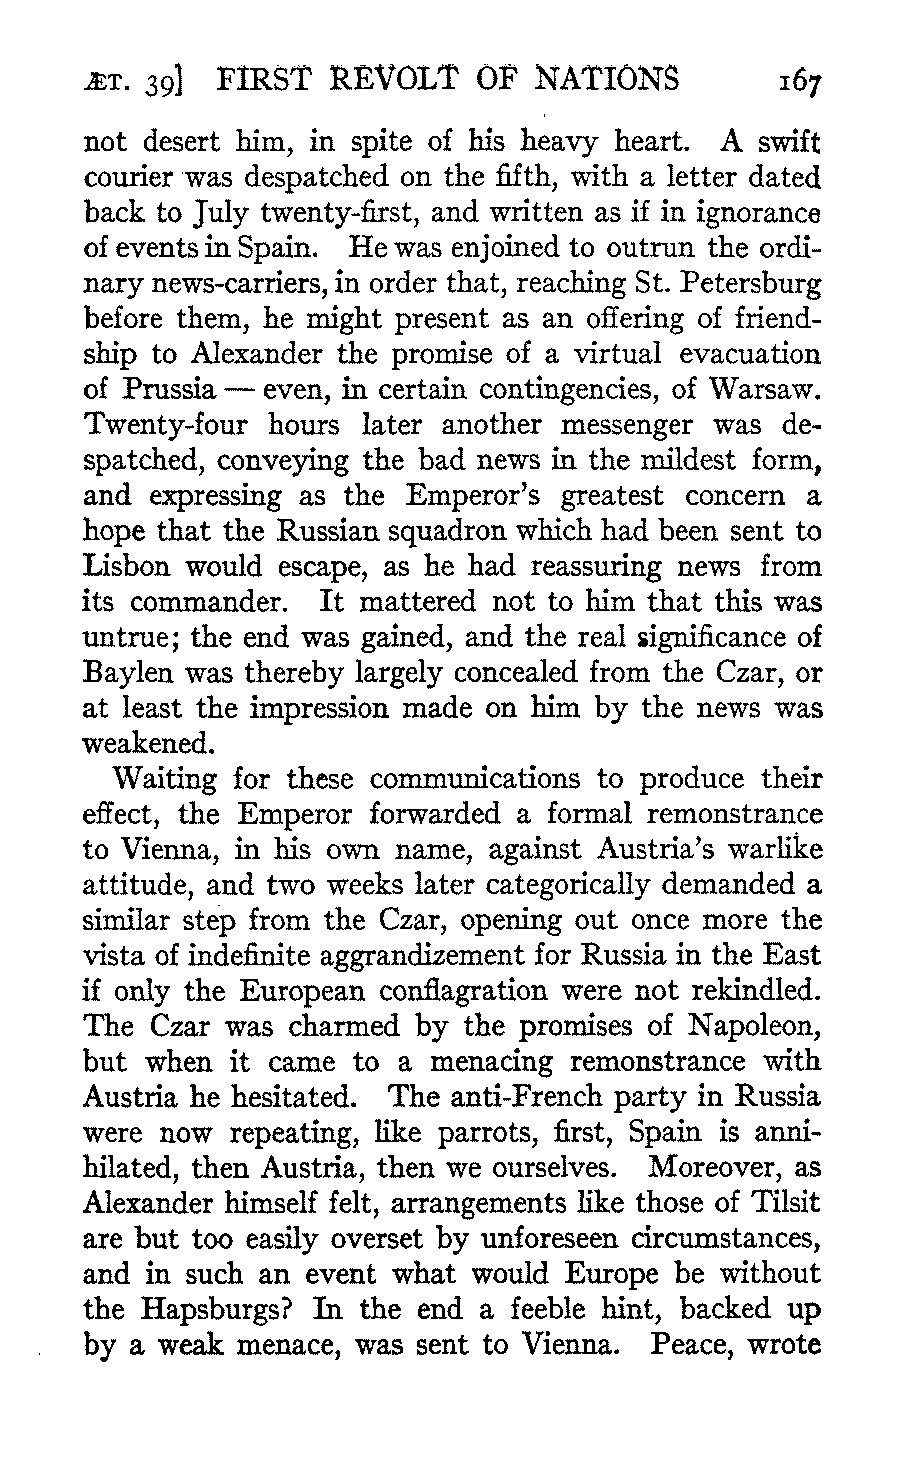 ÆT. 39] FIRST REVOLT OF NATIONS 167
not desert him, in spite of his heavy heart. A swift
courier was despatched on the fifth, with a letter dated
back to July twenty-first, and written as if in ignorance
of events in Spain. He was enjoined to outrun the ordi-
nary news-carriers, in order that, reaching St. Petersburg
before them, he might present as an offering of friend-
ship to Alexander the promise of a virtual evacuation
of Prussia — even, in certain contingencies, of Warsaw.
Twenty-four hours later another messenger was de-
spatched, conveying the bad news in the mildest form,
and expressing as the Emperor's greatest concern a
hope that the Russian squadron which had been sent to
Lisbon would escape, as he had reassuring news from
its commander. It mattered not to him that this was
untrue; the end was gained, and the real significance of
Baylen was thereby largely concealed from the Czar, or
at least the impression made on him by the news was
weakened.
Waiting for these communications to produce their
effect, the Emperor forwarded a formal remonstrance
to Vienna, in his own name, against Austria's warlike
attitude, and two weeks later categorically demanded a
similar step from the Czar, opening out once more the
vista of indefinite aggrandizement for Russia in the East
if only the European conflagration were not rekindled.
The Czar was charmed by the promises of Napoleon,
but when it came to a menacing remonstrance with
Austria he hesitated. The anti-French party in Russia
were now repeating, like parrots, first, Spain is anni-
hilated, then Austria, then we ourselves. Moreover, as
Alexander himself felt, arrangements like those of Tilsit
are but too easily overset by unforeseen circumstances,
and in such an event what would Europe be without
the Hapsburgs? In the end a feeble hint, backed up
by a weak menace, was sent to Vienna. Peace, wrote